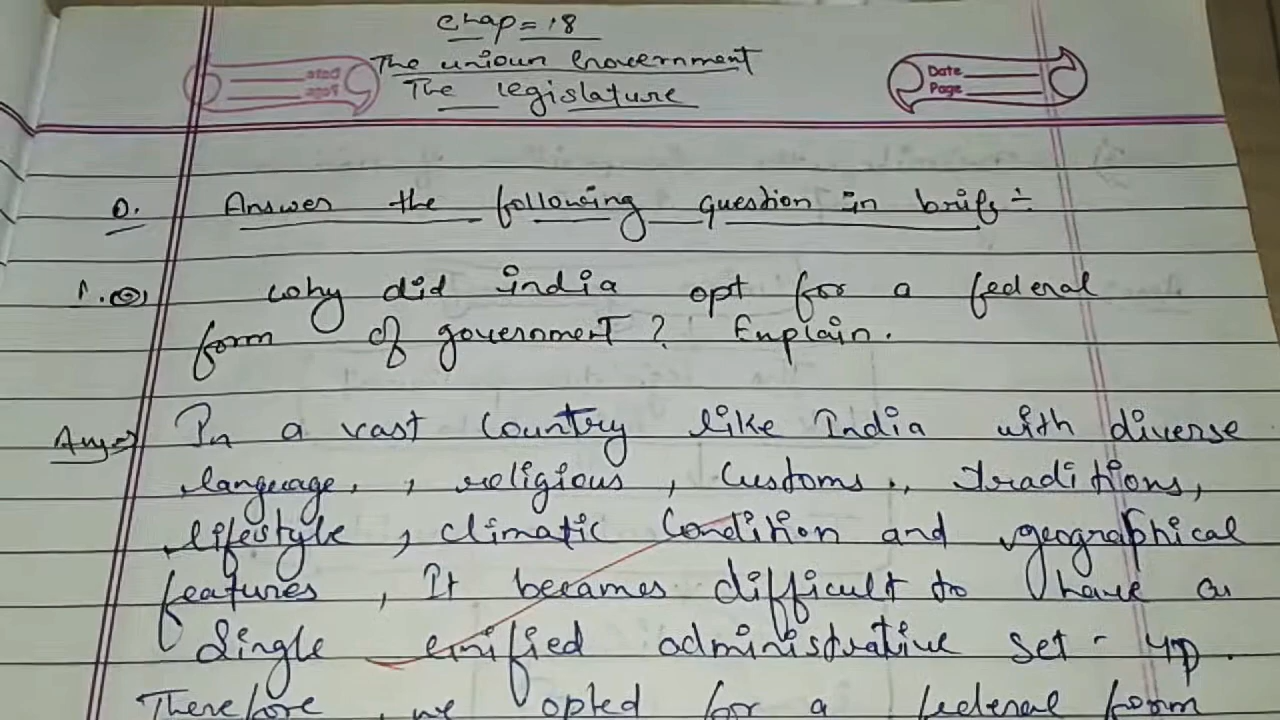 Chap = 18
The unioun Government
The legislature
Date
Page
Q. Answer the following question in brief ÷
1. Q) why did india opt for a federal
form of government ? Explain.
Ans→ In a vast Country like India with diverse
language, , religious , Customs ,, traditions,
lifestyle , climatic Condition and geographical
features , It becames difficult to have a
Single unified administrative set - up .
Therefore , we opted for a federal form